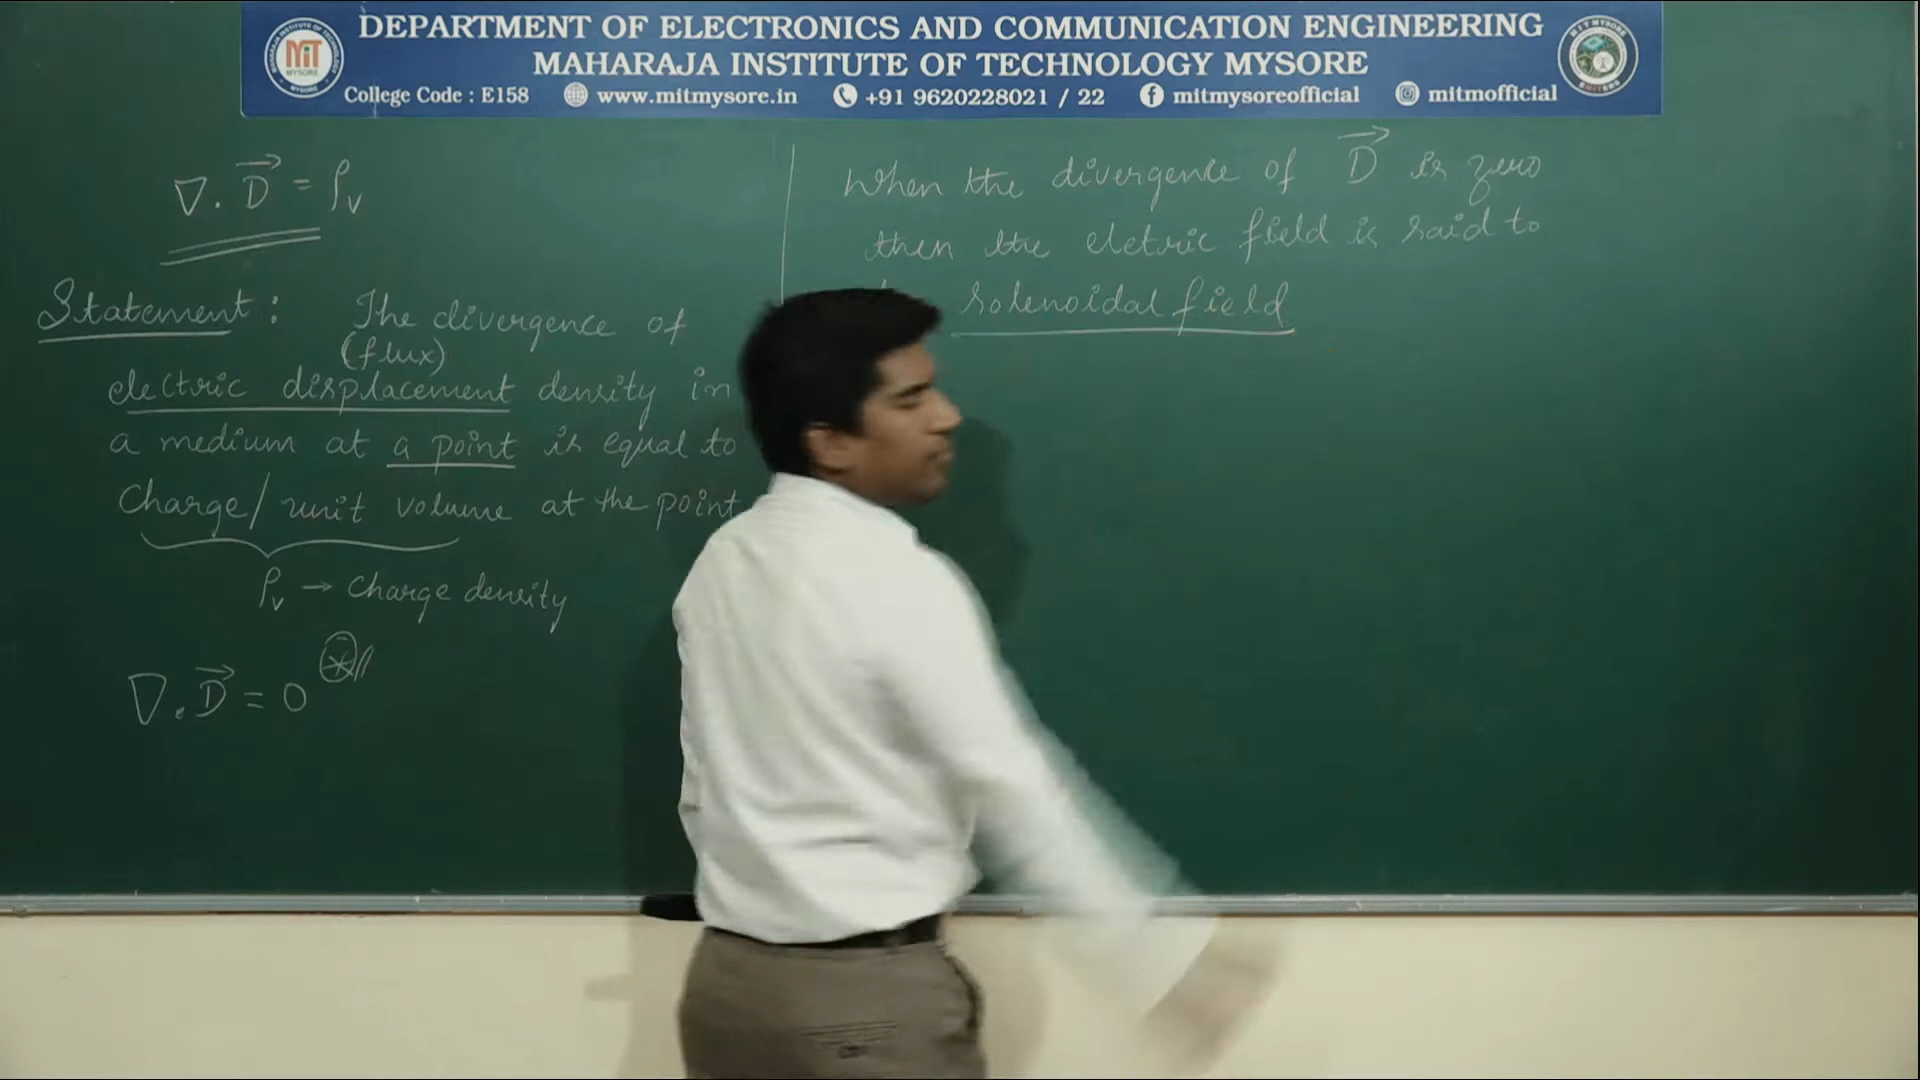 DEPARTMENT OF ELECTRONICS AND COMMUNICATION ENGINEERING
MAHARAJA INSTITUTE OF TECHNOLOGY MYSORE
College Code : E158 www.mitmysore.in +91 9620228021 / 22 mitmysoreofficial mitmofficial
MIT
MYSORE
∇ . D⃗ = ρv
Statement : The divergence of
(flux)
electric displacement density in
a medium at a point is equal to
Charge/ unit volume at the point
ρv → Charge density
∇ . D⃗ = 0
When the divergence of D⃗ is zero
then the eletric field is said to
solenoidal field